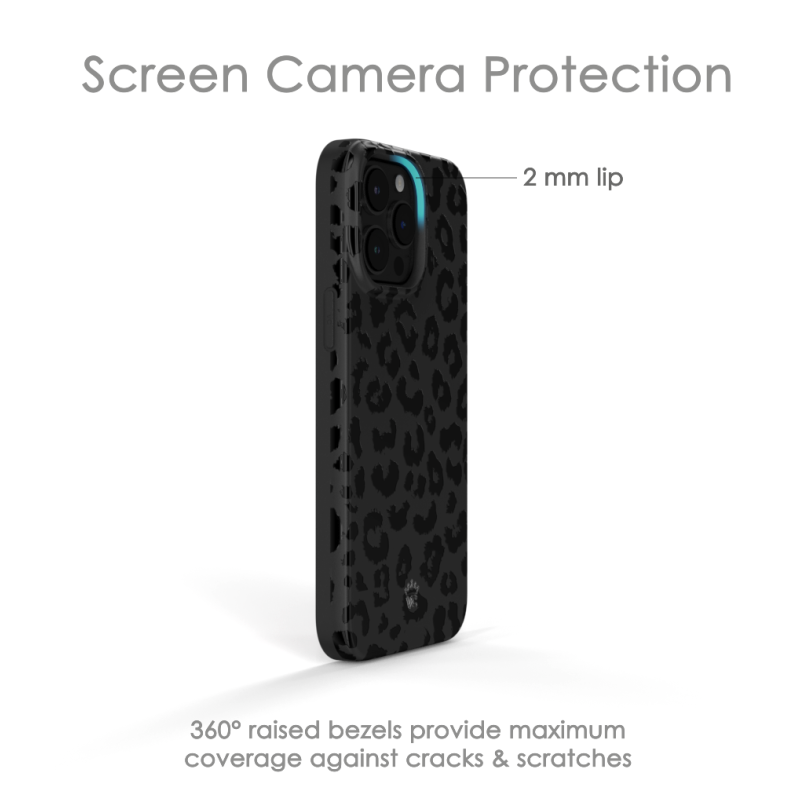 Screen Camera Protection
2 mm lip
360° raised bezels provide maximum
coverage against cracks & scratches